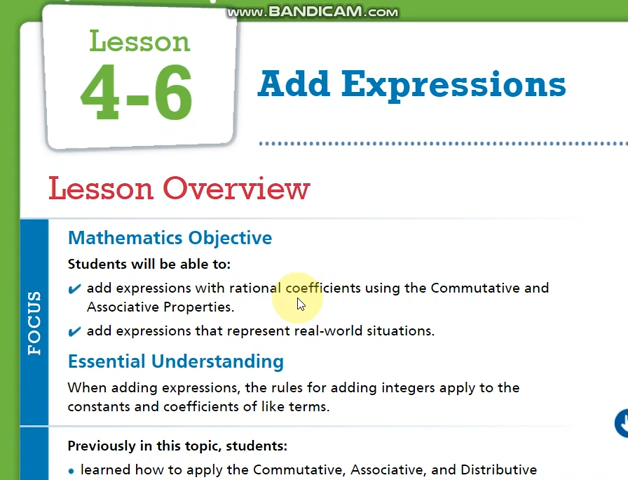 www.BANDICAM.com
Lesson
4-6
Add Expressions
Lesson Overview
FOCUS
Mathematics Objective
Students will be able to:
✔ add expressions with rational coefficients using the Commutative and
Associative Properties.
✔ add expressions that represent real-world situations.
Essential Understanding
When adding expressions, the rules for adding integers apply to the
constants and coefficients of like terms.
Previously in this topic, students:
• learned how to apply the Commutative, Associative, and Distributive